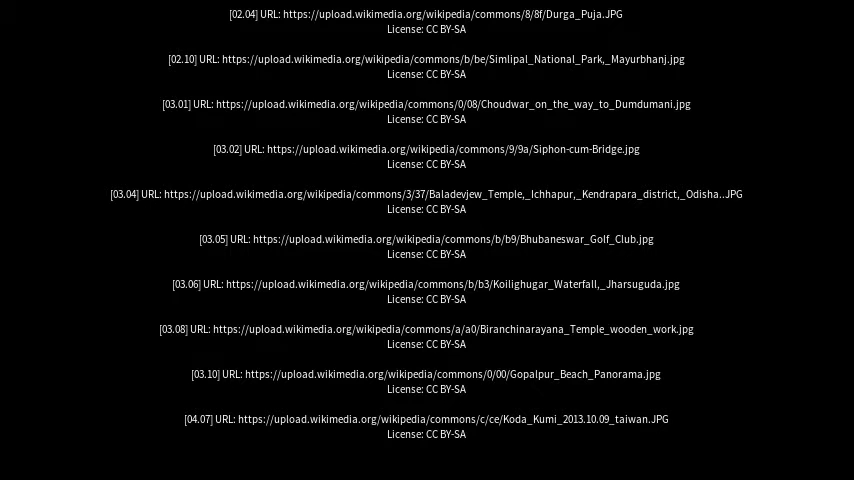 [02.04] URL: https://upload.wikimedia.org/wikipedia/commons/8/8f/Durga_Puja.JPG
License: CC BY-SA
[02.10] URL: https://upload.wikimedia.org/wikipedia/commons/b/be/Simlipal_National_Park,_Mayurbhanj.jpg
License: CC BY-SA
[03.01] URL: https://upload.wikimedia.org/wikipedia/commons/0/08/Choudwar_on_the_way_to_Dumdumani.jpg
License: CC BY-SA
[03.02] URL: https://upload.wikimedia.org/wikipedia/commons/9/9a/Siphon-cum-Bridge.jpg
License: CC BY-SA
[03.04] URL: https://upload.wikimedia.org/wikipedia/commons/3/37/Baladevjew_Temple,_Ichhapur,_Kendrapara_district,_Odisha..JPG
License: CC BY-SA
[03.05] URL: https://upload.wikimedia.org/wikipedia/commons/b/b9/Bhubaneswar_Golf_Club.jpg
License: CC BY-SA
[03.06] URL: https://upload.wikimedia.org/wikipedia/commons/b/b3/Koilighugar_Waterfall,_Jharsuguda.jpg
License: CC BY-SA
[03.08] URL: https://upload.wikimedia.org/wikipedia/commons/a/a0/Biranchinarayana_Temple_wooden_work.jpg
License: CC BY-SA
[03.10] URL: https://upload.wikimedia.org/wikipedia/commons/0/00/Gopalpur_Beach_Panorama.jpg
License: CC BY-SA
[04.07] URL: https://upload.wikimedia.org/wikipedia/commons/c/ce/Koda_Kumi_2013.10.09_taiwan.JPG
License: CC BY-SA